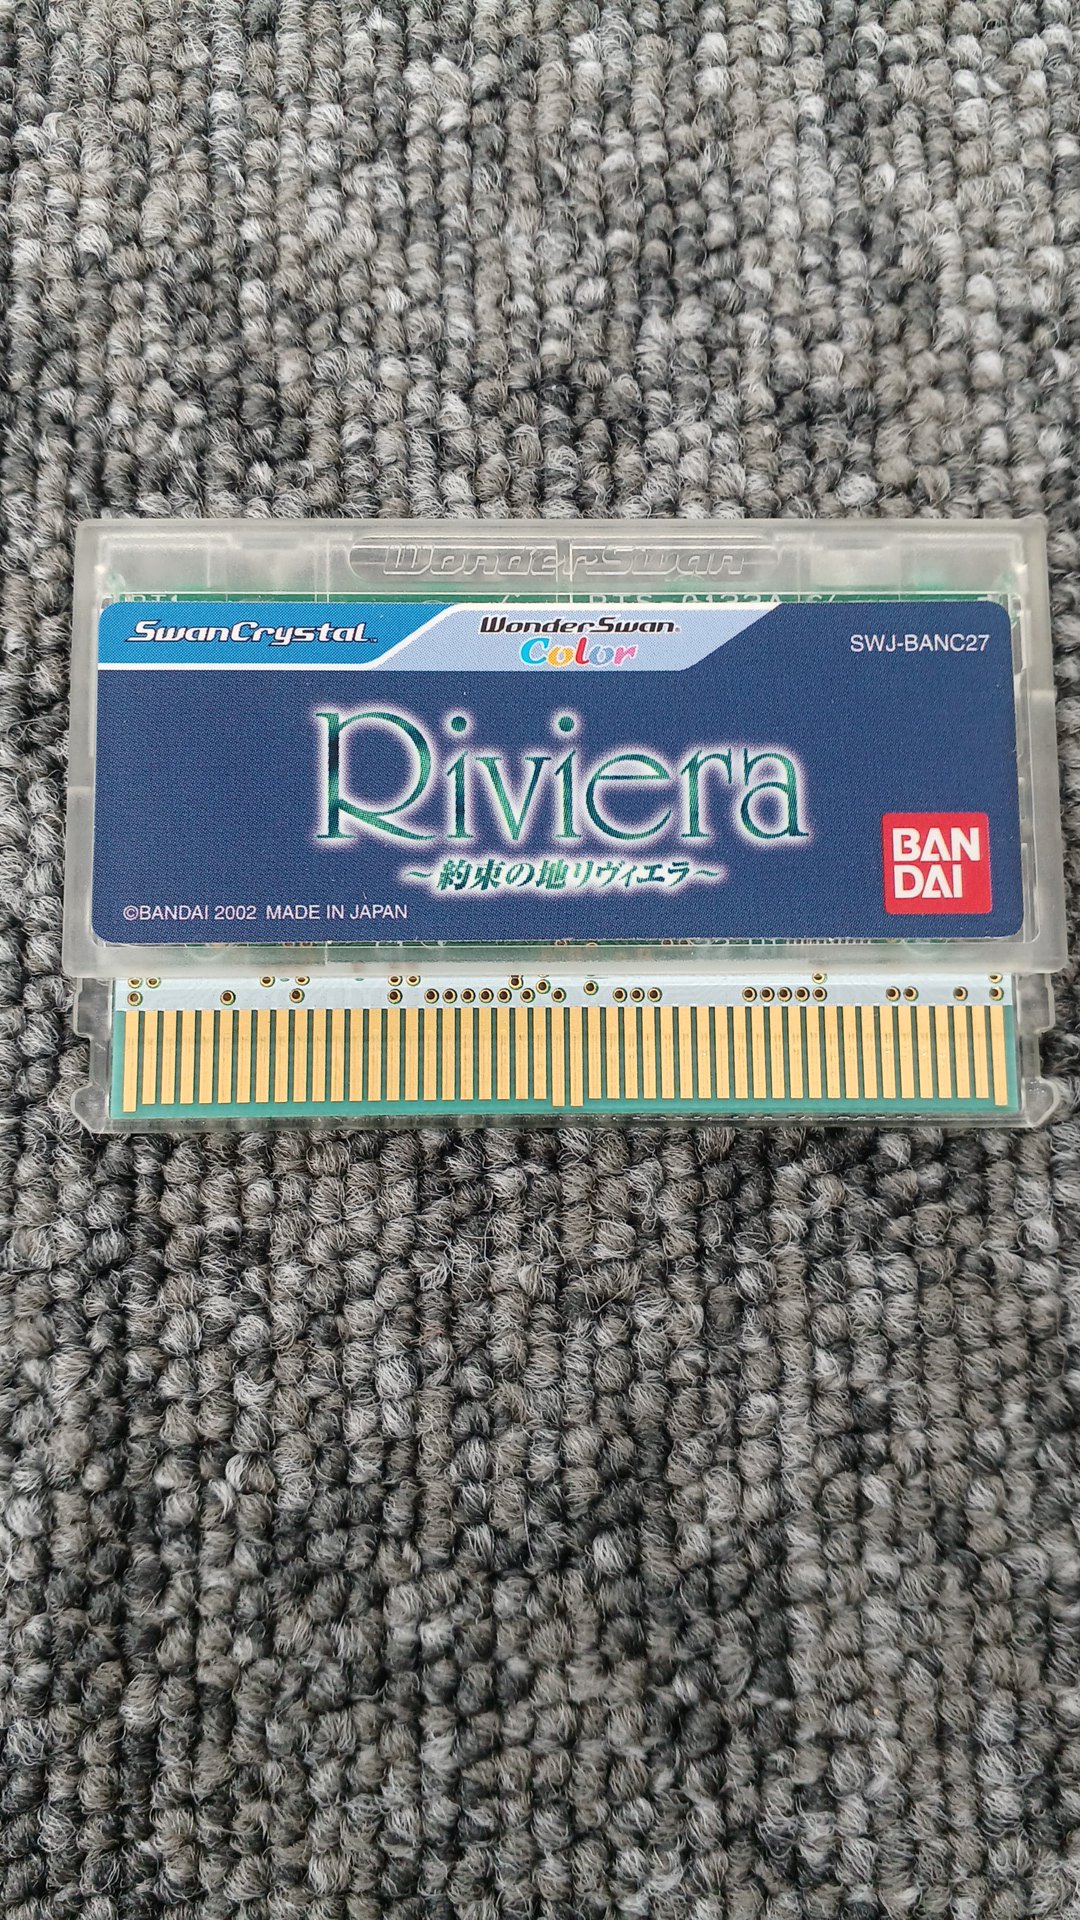 WonderSwan
SwanCrystal™
WonderSwan®
Color
SWJ-BANC27
Riviera
～約束の地リヴィエラ～
BAN
DAI
©BANDAI 2002 MADE IN JAPAN